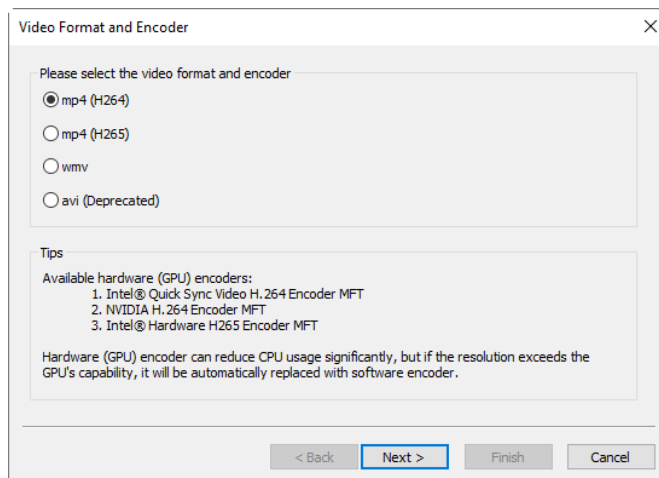 Video Format and Encoder
Please select the video format and encoder
mp4 (H264)
mp4 (H265)
wmv
avi (Deprecated)
Tips
Available hardware (GPU) encoders:
1. Intel® Quick Sync Video H.264 Encoder MFT
2. NVIDIA H.264 Encoder MFT
3. Intel® Hardware H265 Encoder MFT
Hardware (GPU) encoder can reduce CPU usage significantly, but if the resolution exceeds the
GPU's capability, it will be automatically replaced with software encoder.
< Back Next > Finish Cancel